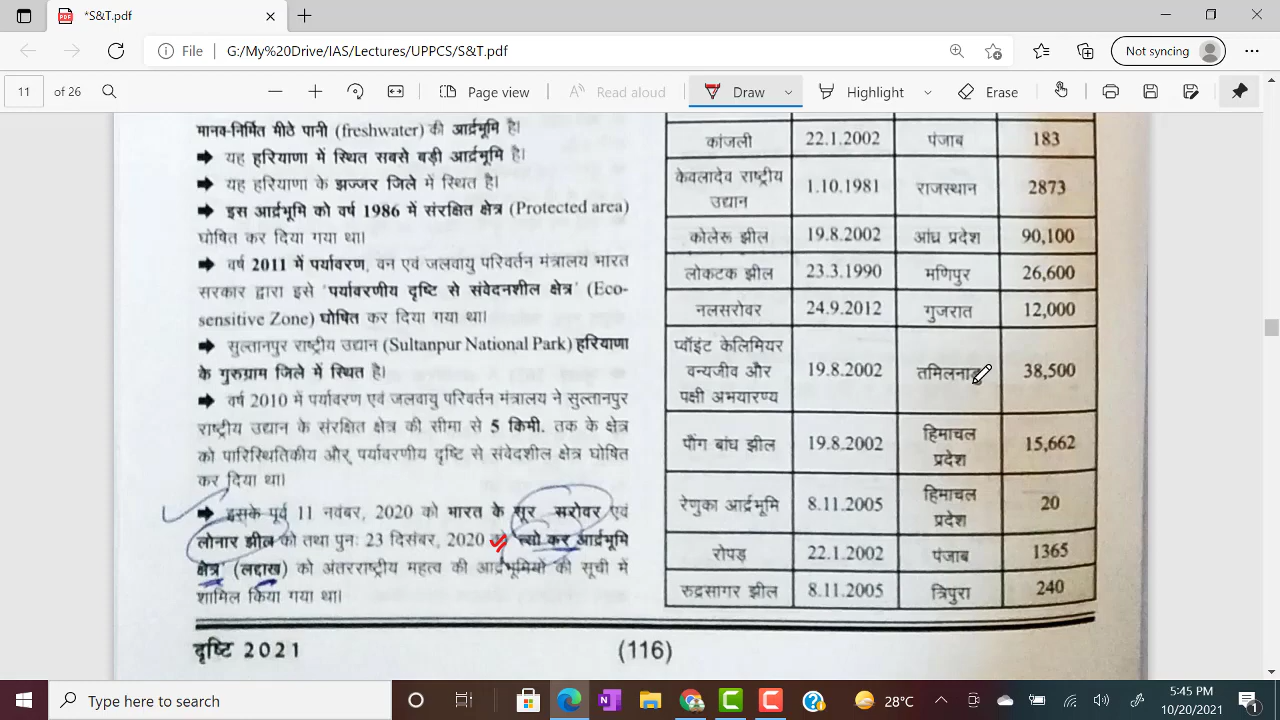 *S&T.pdf
File
G:/My%20Drive/IAS/Lectures/UPPCS/S&T.pdf
Not syncing
11 of 26
Page view
Read aloud
Draw
Highlight
Erase
मानव-निर्मित मीठे पानी (freshwater) की आर्द्रभूमि है।
➡ यह हरियाणा में स्थित सबसे बड़ी आर्द्रभूमि है।
➡ यह हरियाणा के झज्जर जिले में स्थित है।
➡ इस आर्द्रभूमि को वर्ष 1986 में संरक्षित क्षेत्र (Protected area)
घोषित कर दिया गया था।
➡ वर्ष 2011 में पर्यावरण, वन एवं जलवायु परिवर्तन मंत्रालय भारत
सरकार द्वारा इसे 'पर्यावरणीय दृष्टि से संवेदनशील क्षेत्र' (Eco-
sensitive Zone) घोषित कर दिया गया था।
➡ सुल्तानपुर राष्ट्रीय उद्यान (Sultanpur National Park) हरियाणा
के गुरुग्राम जिले में स्थित है।
➡ वर्ष 2010 में पर्यावरण एवं जलवायु परिवर्तन मंत्रालय ने सुल्तानपुर
राष्ट्रीय उद्यान के संरक्षित क्षेत्र की सीमा से 5 किमी. तक के क्षेत्र
को पारिस्थितिकीय और पर्यावरणीय दृष्टि से संवेदशील क्षेत्र घोषित
कर दिया था।
➡ इसके पूर्व 11 नवंबर, 2020 को भारत के सूर सरोवर एवं
लोनार झील को तथा पुनः 23 दिसंबर, 2020 को त्सो कर आर्द्रभूमि
क्षेत्र (लद्दाख) को अंतरराष्ट्रीय महत्व की आर्द्रभूमियों की सूची में
शामिल किया गया था।
कांजली 22.1.2002 पंजाब 183
केवलादेव राष्ट्रीय
उद्यान 1.10.1981 राजस्थान 2873
कोलेरू झील 19.8.2002 आंध्र प्रदेश 90,100
लोकटक झील 23.3.1990 मणिपुर 26,600
नलसरोवर 24.9.2012 गुजरात 12,000
प्वॉइंट केलिमियर
वन्यजीव और 19.8.2002 तमिलनाडु 38,500
पक्षी अभयारण्य
पौंग बांध झील 19.8.2002 हिमाचल
प्रदेश 15,662
रेणुका आर्द्रभूमि 8.11.2005 हिमाचल
प्रदेश 20
रोपड़ 22.1.2002 पंजाब 1365
रुद्रसागर झील 8.11.2005 त्रिपुरा 240
दृष्टि 2021
(116)
Type here to search
28°C
5:45 PM
10/20/2021